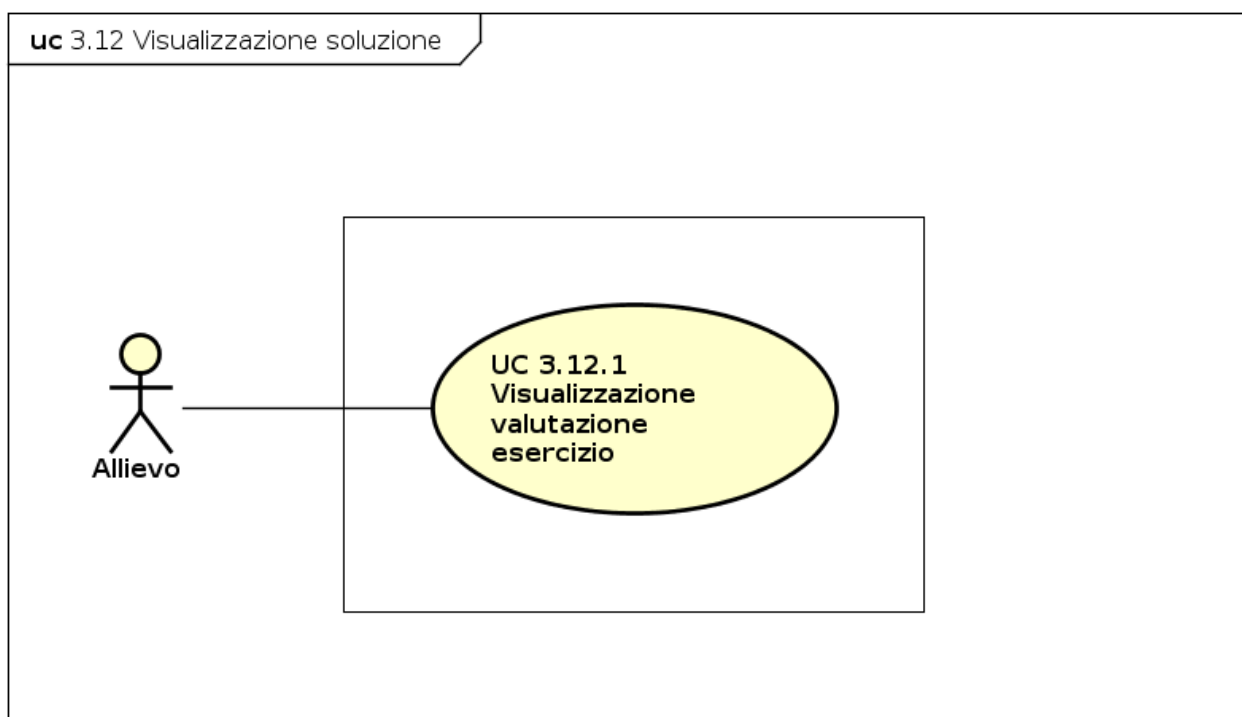 uc 3.12 Visualizzazione soluzione
UC 3.12.1
Visualizzazione
valutazione
esercizio
Allievo